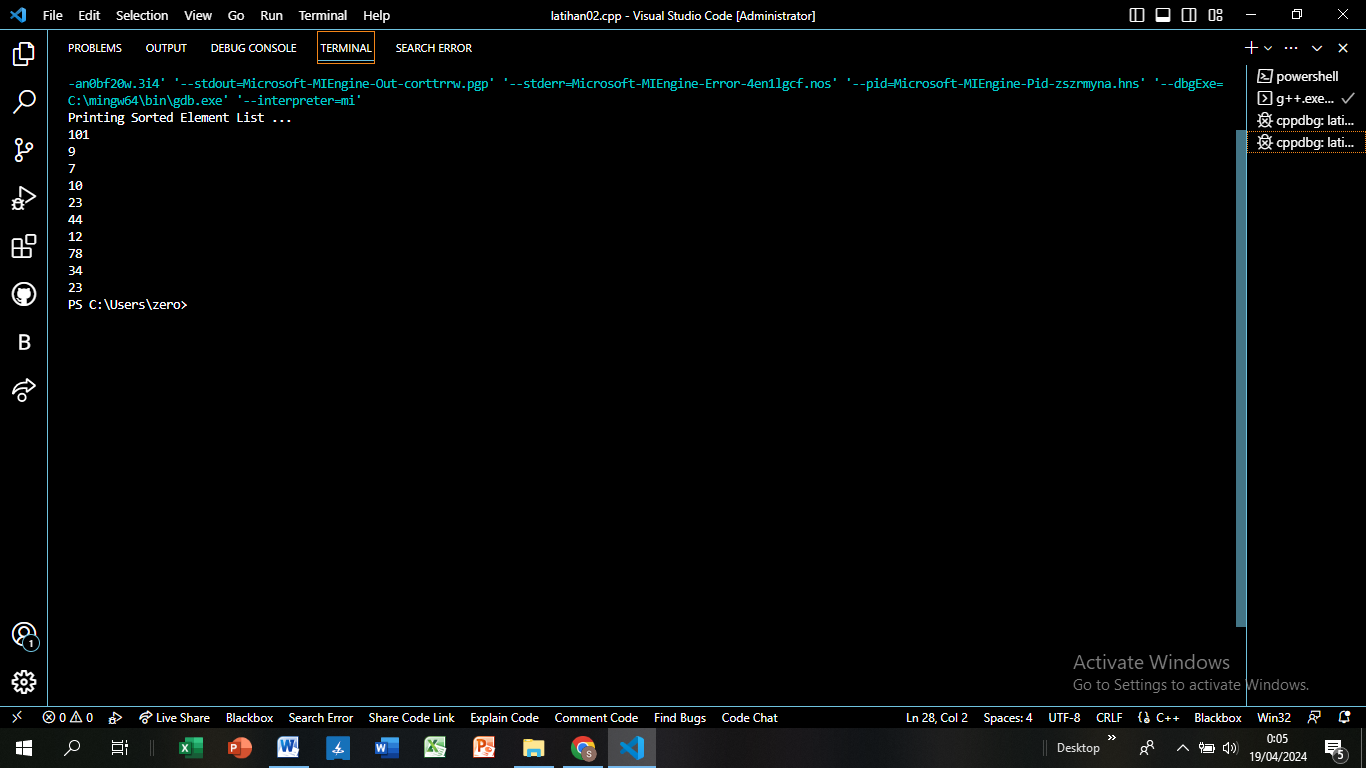 File Edit Selection View Go Run Terminal Help latihan02.cpp - Visual Studio Code [Administrator]
PROBLEMS OUTPUT DEBUG CONSOLE TERMINAL SEARCH ERROR
-an0bf20w.3i4' '--stdout=Microsoft-MIEngine-Out-corttrrw.pgp' '--stderr=Microsoft-MIEngine-Error-4en1lgcf.nos' '--pid=Microsoft-MIEngine-Pid-zszrmyna.hns' '--dbgExe=
C:\mingw64\bin\gdb.exe' '--interpreter=mi'
Printing Sorted Element List ...
101
9
7
10
23
44
12
78
34
23
PS C:\Users\zero>
powershell
g++.exe...
cppdbg: lati...
cppdbg: lati...
B
1
Activate Windows
Go to Settings to activate Windows.
0 0 Live Share Blackbox Search Error Share Code Link Explain Code Comment Code Find Bugs Code Chat Ln 28, Col 2 Spaces: 4 UTF-8 CRLF {} C++ Blackbox Win32
Desktop » 0:05
19/04/2024 5